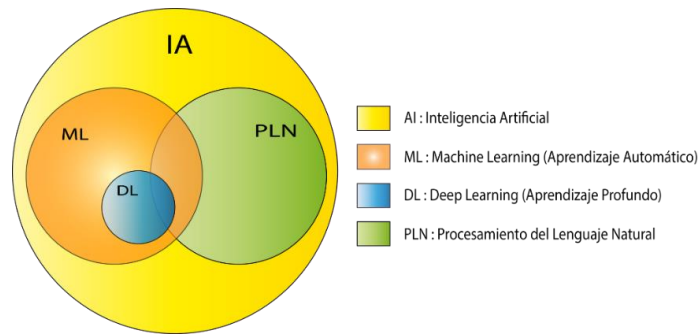 IA
ML
PLN
DL
AI : Inteligencia Artificial
ML : Machine Learning (Aprendizaje Automático)
DL : Deep Learning (Aprendizaje Profundo)
PLN : Procesamiento del Lenguaje Natural